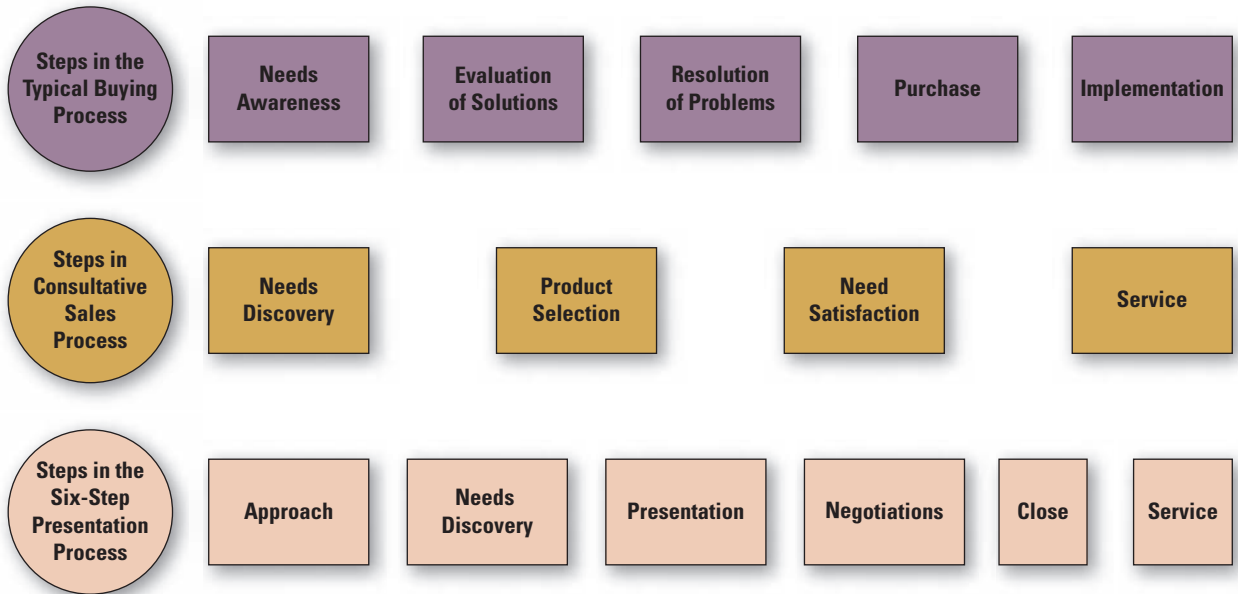 Steps in the
Typical Buying
Process
Needs
Awareness
Evaluation
of Solutions
Resolution
of Problems
Purchase
Implementation
Steps in
Consultative
Sales
Process
Needs
Discovery
Product
Selection
Need
Satisfaction
Service
Steps in the
Six-Step
Presentation
Process
Approach
Needs
Discovery
Presentation
Negotiations
Close
Service